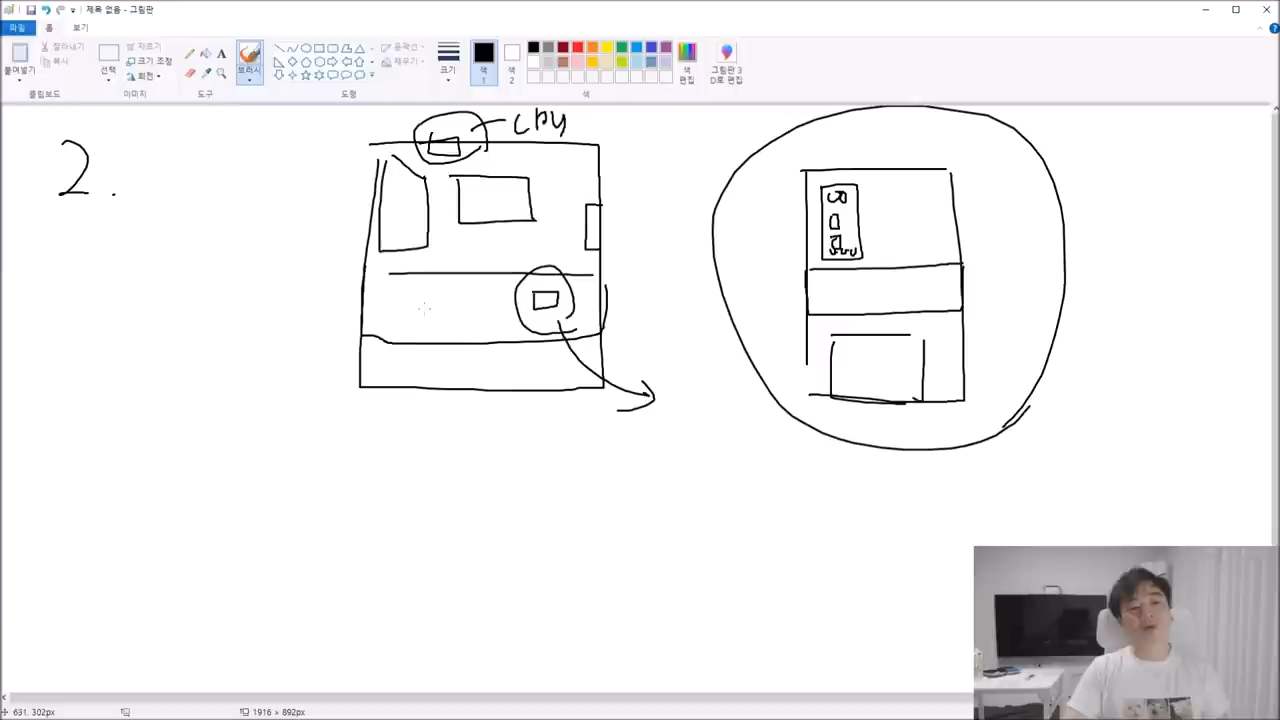 제목 없음 - 그림판
파일
홈
보기
붙여넣기
잘라내기
복사
클립보드
선택
자르기
크기 조정
회전
이미지
A
도구
브러시
윤곽선
채우기
도형
크기
색
1
색
2
색
편집
그림판 3
D로 편집
색
2.
CPU
631, 302px
1916 × 892px